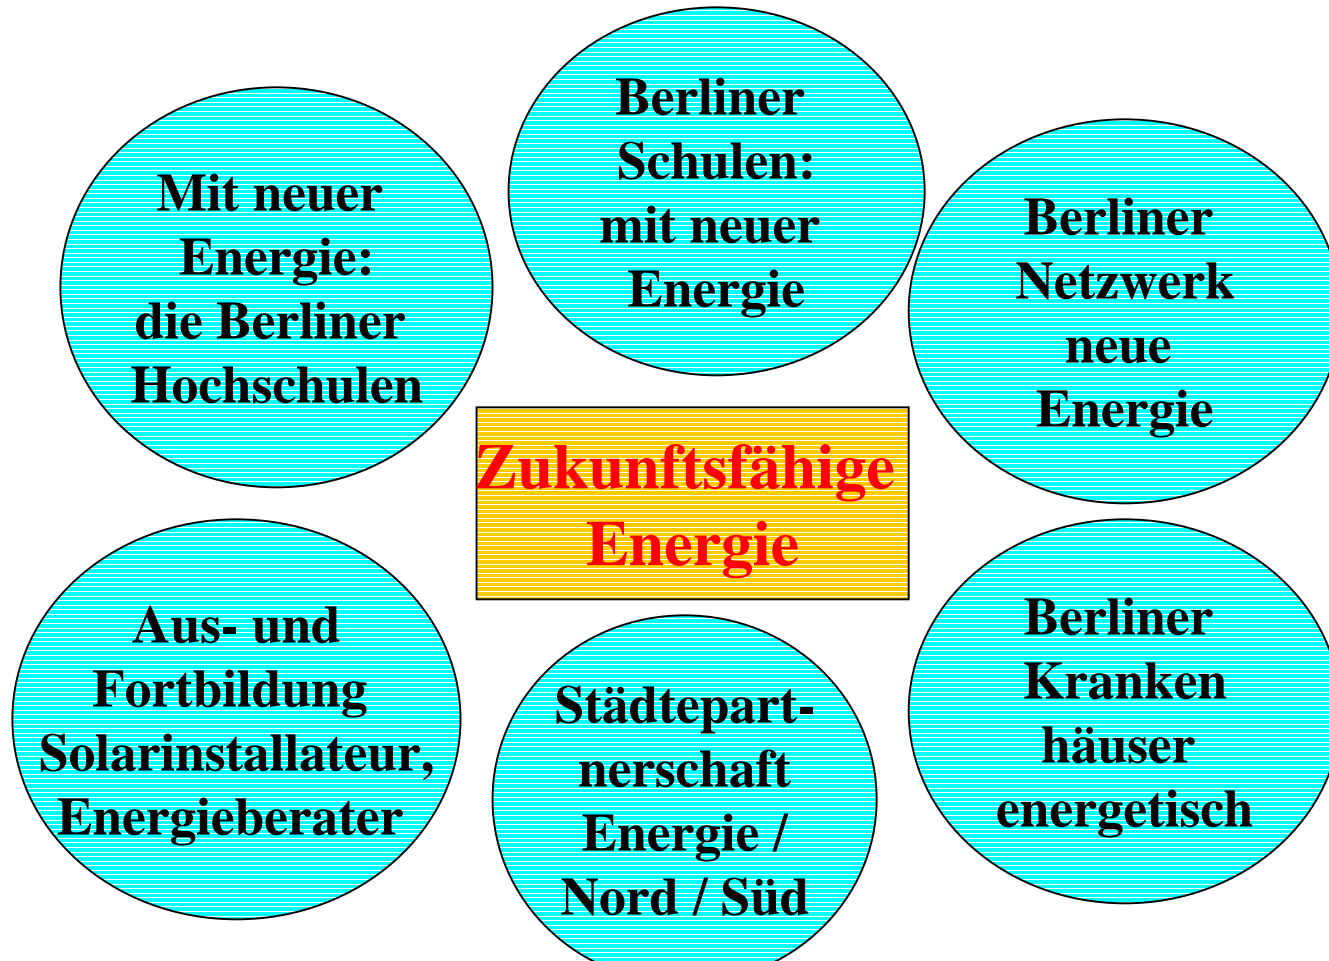 Berliner
Schulen:
mit neuer
Energie
Mit neuer
Energie:
die Berliner
Hochschulen
Berliner
Netzwerk
neue
Energie
Zukunftsfähige
Energie
Aus- und
Fortbildung
Solarinstallateur,
Energieberater
Städtepart-
nerschaft
Energie /
Nord / Süd
Berliner
Kranken
häuser
energetisch